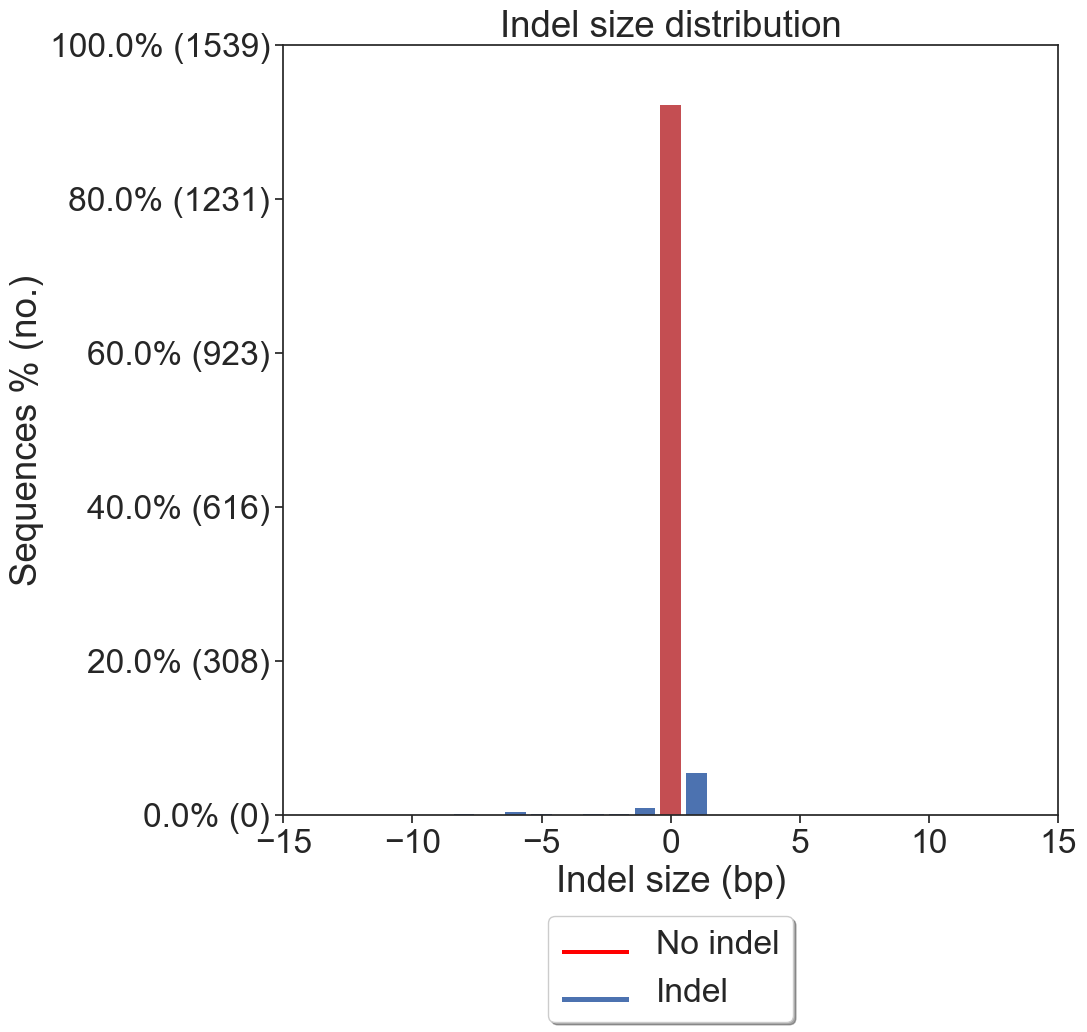 Indel size distribution
100.0% (1539)
80.0% (1231)
60.0% (923)
40.0% (616)
20.0% (308)
0.0% (0)
Sequences % (no.)
−15 −10 −5 0 5 10 15
Indel size (bp)
No indel
Indel